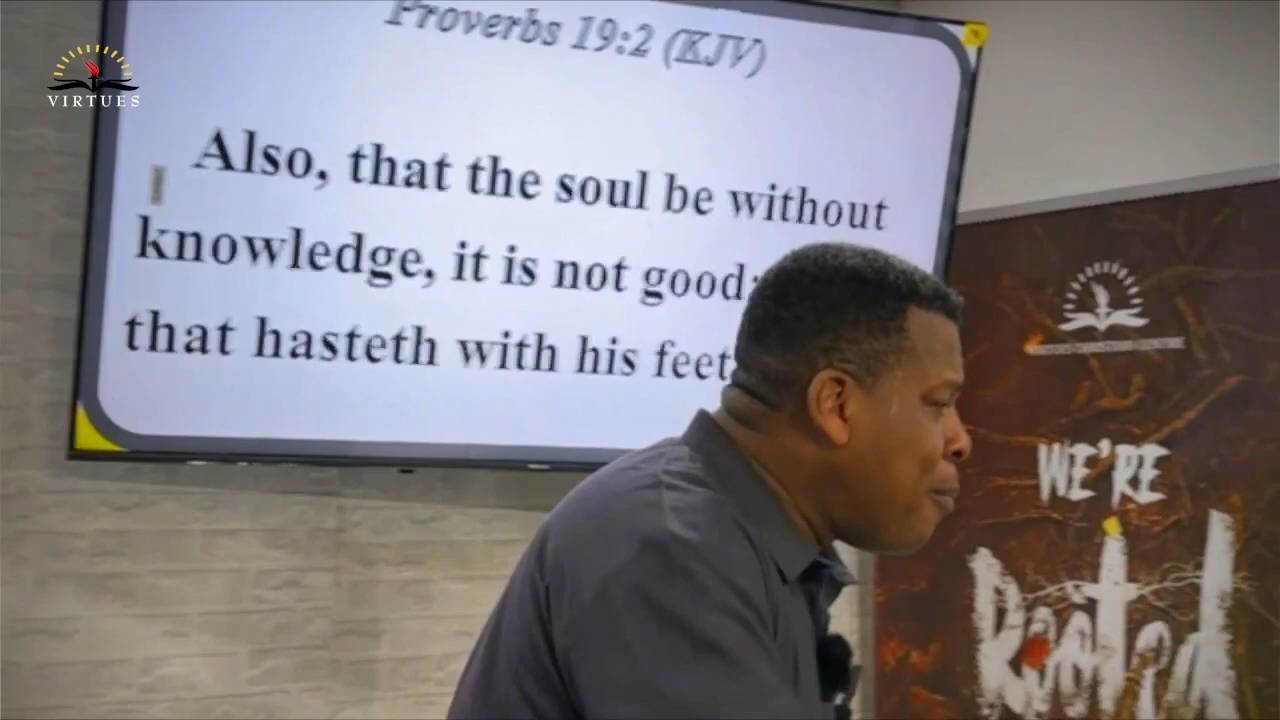 VIRTUES
Proverbs 19:2 (KJV)
Also, that the soul be without
knowledge, it is not good;
that hasteth with his feet
WE'RE
Rooted